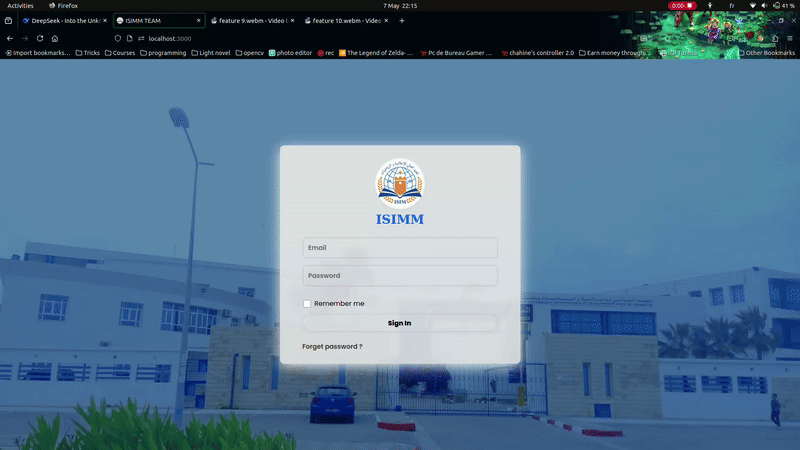 Activities Firefox 7 May 22:15 0:00 fr 41 %
DeepSeek - Into the Unk ISIMM TEAM feature 9.webm - Video feature 10.webm - Video
localhost:3000
Import bookmarks... Tricks Courses programming Light novel opencv photo editor rec The Legend of Zelda- ... Pc de Bureau Gamer ... chahine's controller 2.0 Earn money through... Other Bookmarks
ISIM
ISIMM
Email
Password
Remember me
Sign In
Forget password ?